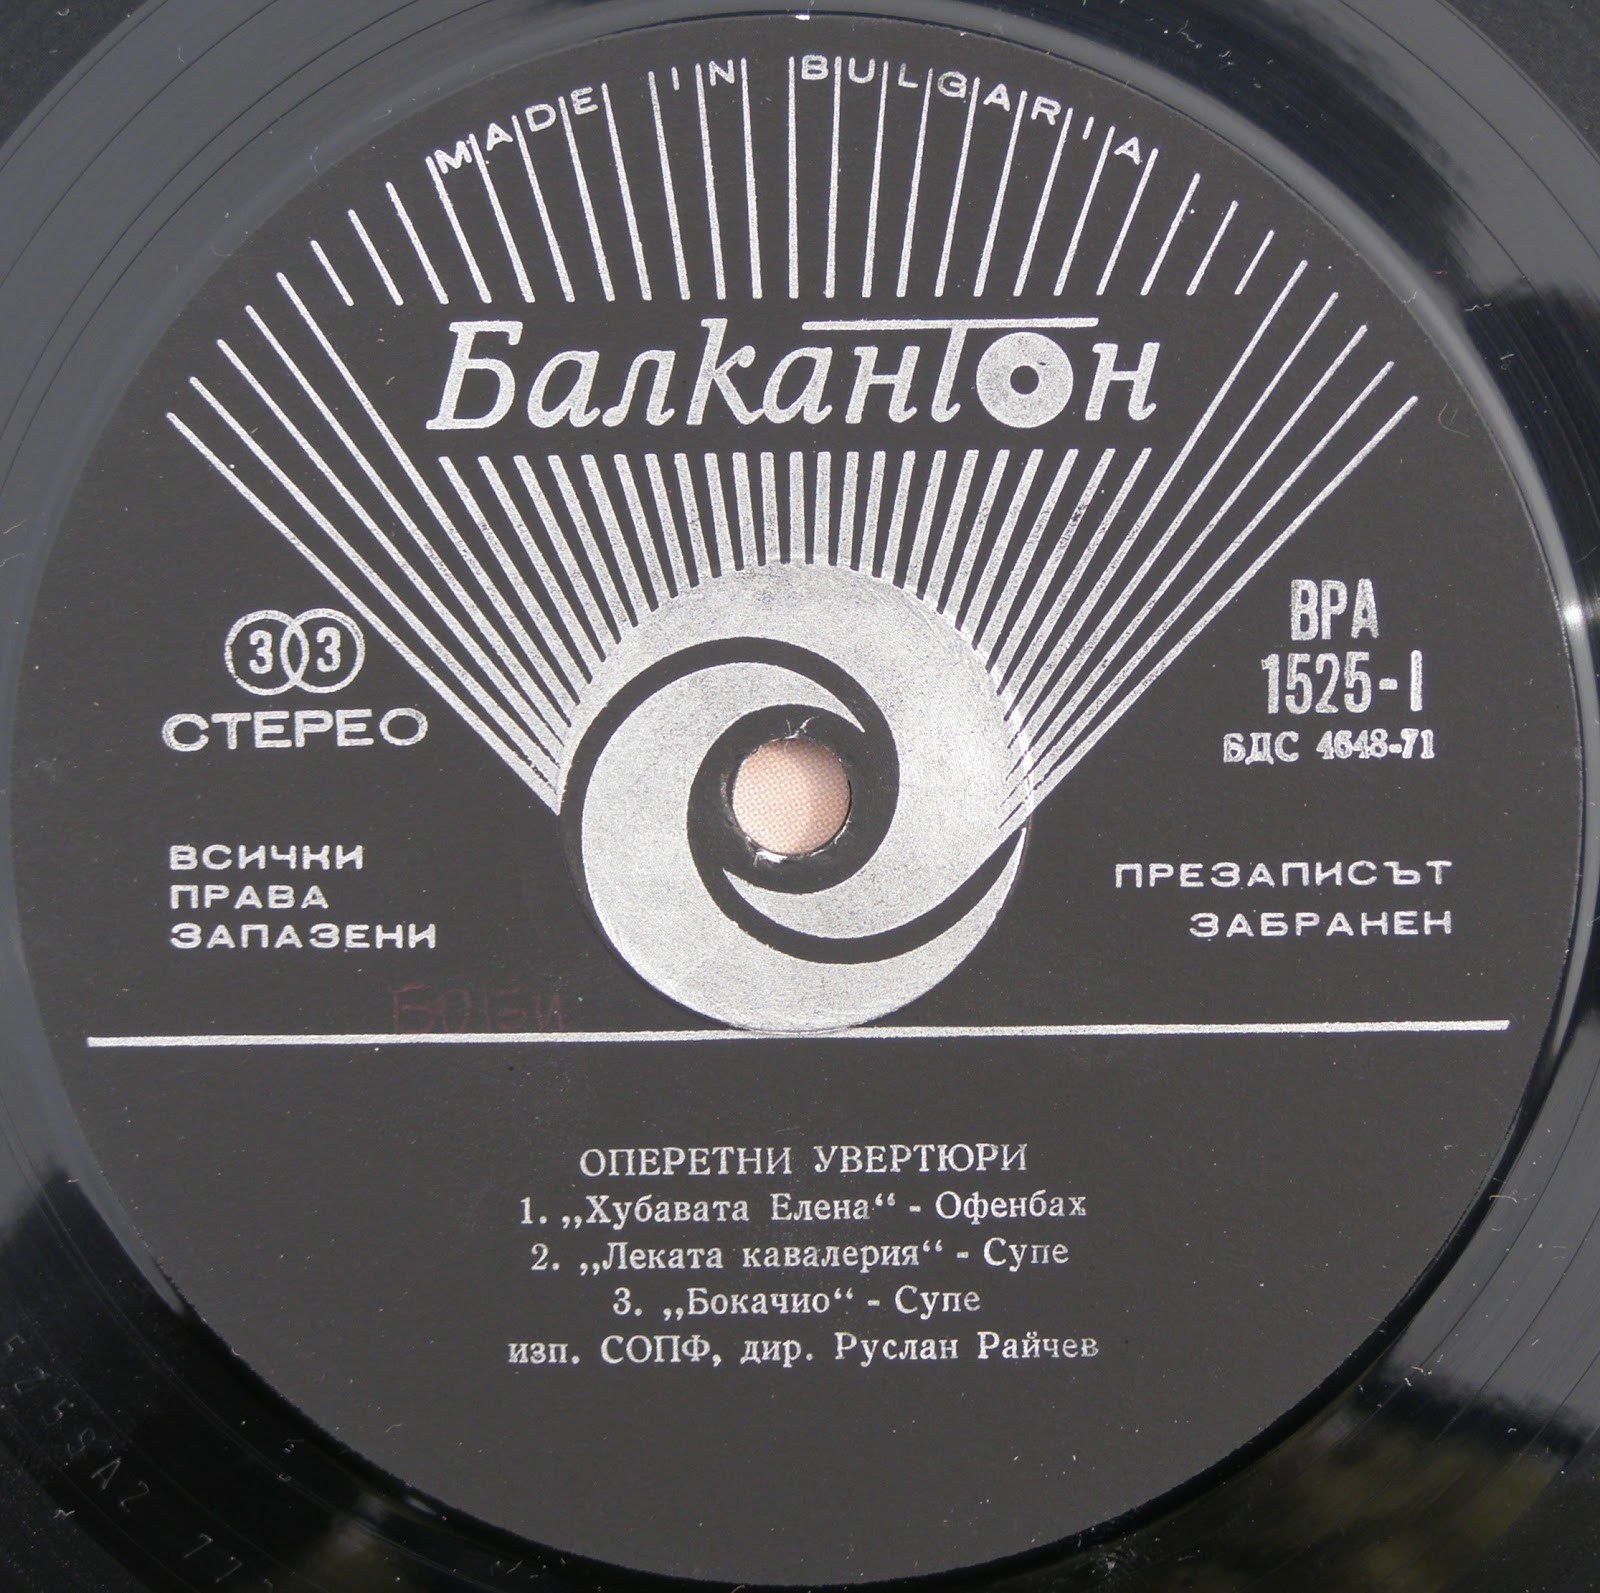 MADE IN BULGARIA
Балкантон
33
СТЕРЕО
ВРА
1525-I
БДС 4648-71
ВСИЧКИ
ПРАВА
ЗАПАЗЕНИ
ПРЕЗАПИСЪТ
ЗАБРАНЕН
БОБИ
ОПЕРЕТНИ УВЕРТЮРИ
1. „Хубавата Елена“ - Офенбах
2. „Леката кавалерия“ - Супе
3. „Бокачио“ - Супе
изп. СОПФ, дир. Руслан Райчев